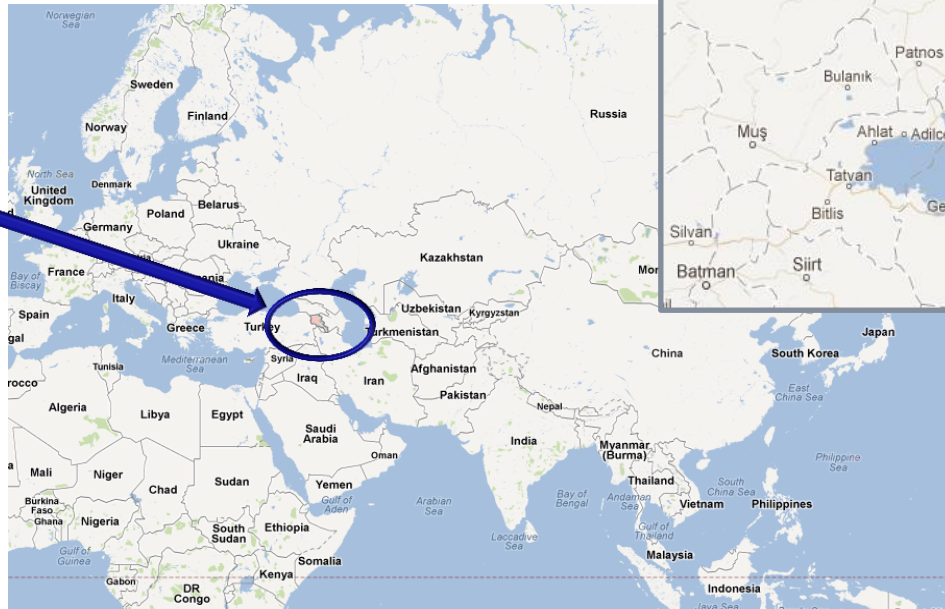 Norwegian
Sea
Sweden
Finland
Norway
Russia
North Sea
United
Kingdom
Denmark
Belarus
Poland
Germany
Ukraine
Kazakhstan
Bay of
Biscay
France
Italy
Spain
Greece
Turkey
Uzbekistan
Kyrgyzstan
Turkmenistan
Mediterranean
Sea
Tunisia
Syria
Iraq
Iran
Afghanistan
Pakistan
China
South Korea
Japan
East
China Sea
Algeria
Libya
Egypt
Saudi
Arabia
Oman
Nepal
India
Myanmar
(Burma)
Philippine
Sea
Mali
Niger
Chad
Sudan
Yemen
Gulf of
Aden
Arabian
Sea
Bay of
Bengal
Andaman
Sea
Thailand
South
China Sea
Vietnam
Philippines
Burkina
Faso
Ghana
Nigeria
South
Sudan
Ethiopia
Laccadive
Sea
Gulf of
Thailand
Gulf of
Guinea
Somalia
Malaysia
Gabon
Kenya
DR
Congo
Indonesia
Java Sea
Patnos
Bulanık
Muş
Ahlat
Adilce
Tatvan
Bitlis
Ge
Silvan
Batman
Siirt